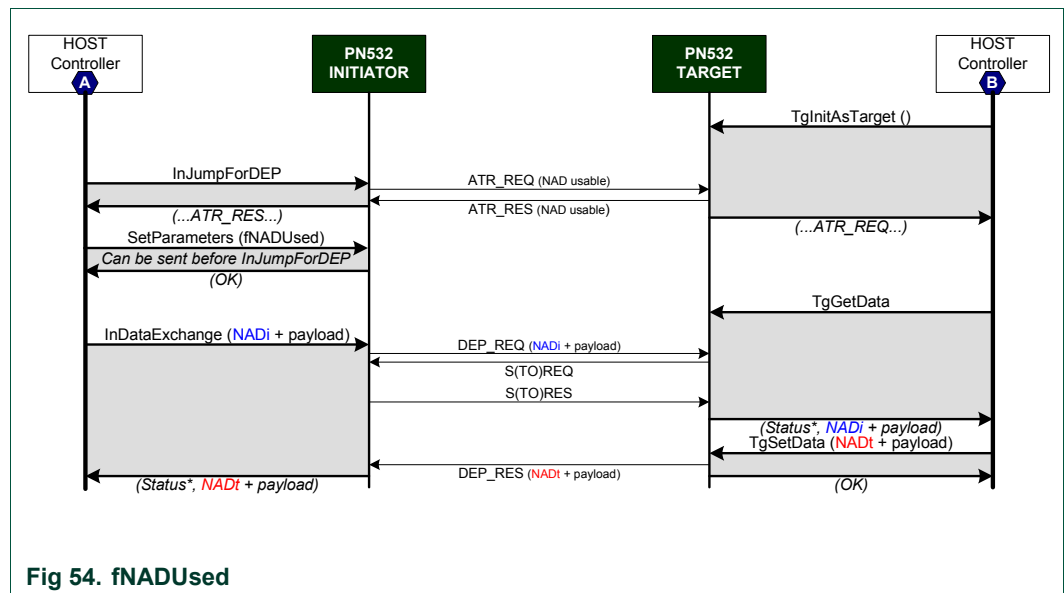 HOST
Controller
A
PN532
INITIATOR
PN532
TARGET
HOST
Controller
B
TgInitAsTarget ()
InJumpForDEP
ATR_REQ (NAD usable)
ATR_RES (NAD usable)
(...ATR_RES...)
(...ATR_REQ...)
SetParameters (fNADUsed)
Can be sent before InJumpForDEP
(OK)
TgGetData
InDataExchange (NADi + payload)
DEP_REQ (NADi + payload)
S(TO)REQ
S(TO)RES
(Status*, NADi + payload)
TgSetData (NADt + payload)
DEP_RES (NADt + payload)
(Status*, NADt + payload)
(OK)
Fig 54. fNADUsed